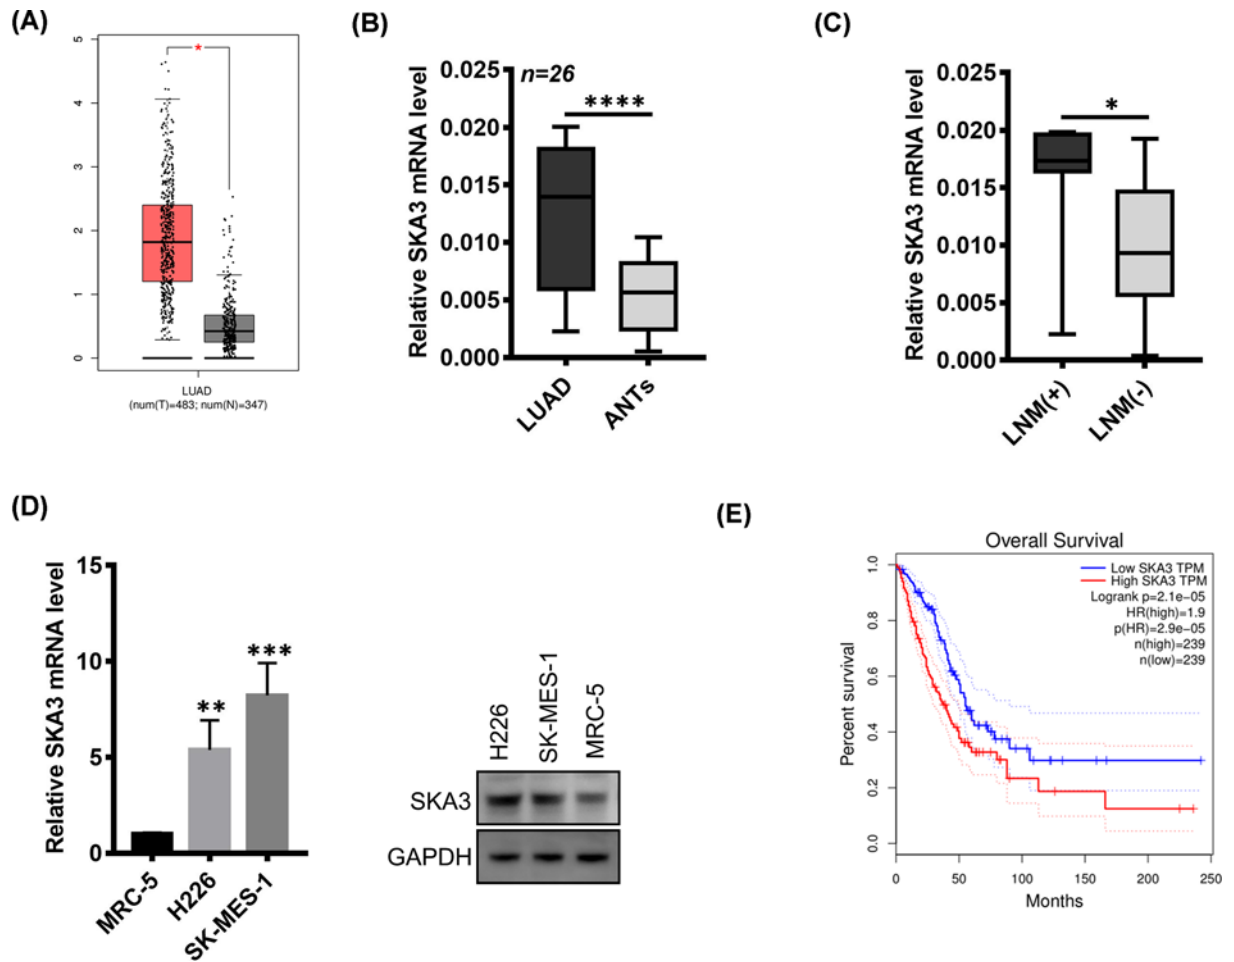 (A)
5
4
3
2
1
0
*
LUAD
(num(T)=483; num(N)=347)
(B)
Relative SKA3 mRNA level
0.025
0.020
0.015
0.010
0.005
0.000
n=26
****
LUAD
ANTs
(C)
Relative SKA3 mRNA level
0.025
0.020
0.015
0.010
0.005
0.000
*
LNM(+)
LNM(-)
(D)
Relative SKA3 mRNA level
15
10
5
0
**
***
MRC-5
H226
SK-MES-1
H226
SK-MES-1
MRC-5
SKA3
GAPDH
(E)
Overall Survival
Low SKA3 TPM
High SKA3 TPM
Logrank p=2.1e−05
HR(high)=1.9
p(HR)=2.9e−05
n(high)=239
n(low)=239
Percent survival
1.0
0.8
0.6
0.4
0.2
0.0
0
50
100
150
200
250
Months